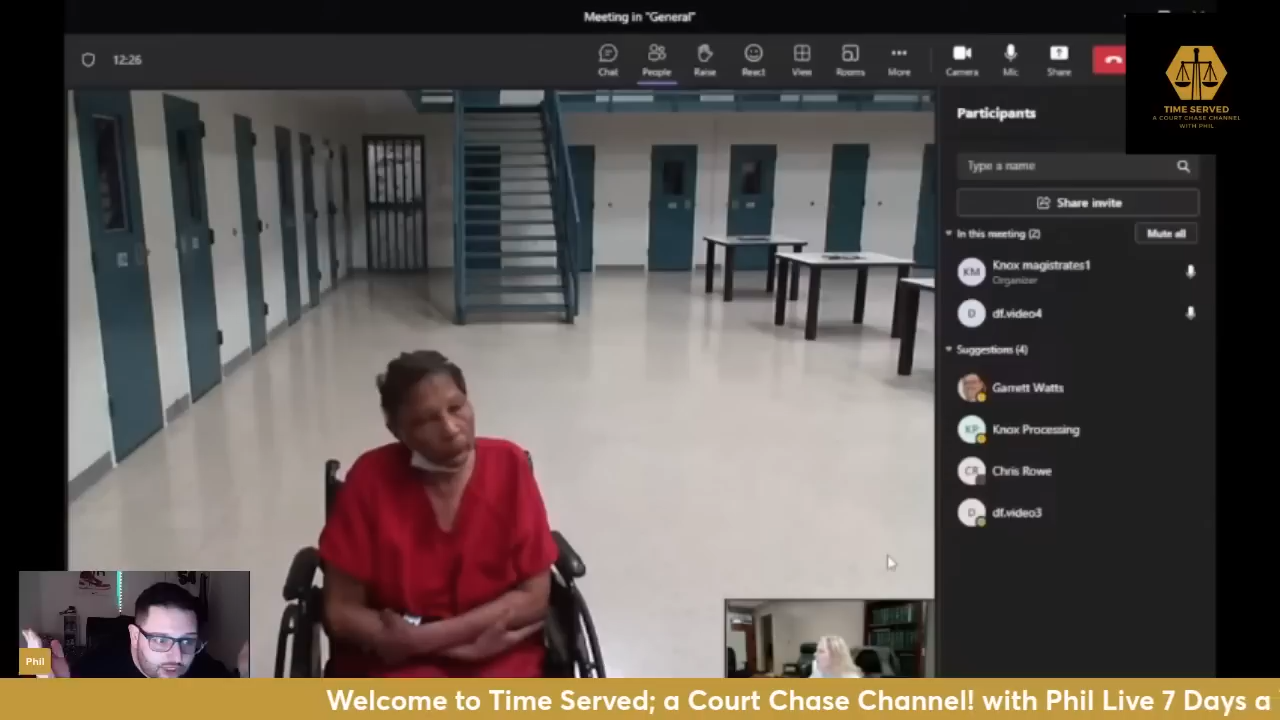 Meeting in "General"
12:26
Chat
People
Raise
React
View
Rooms
More
Camera
Mic
Share
TIME SERVED
A COURT CHASE CHANNEL
WITH PHIL
Participants
Type a name
Share invite
In this meeting (2)
Mute all
KM
Knox magistrates1
Organizer
D
df.video4
Suggestions (4)
Garrett Watts
KP
Knox Processing
CR
Chris Rowe
D
df.video3
Phil
Welcome to Time Served; a Court Chase Channel! with Phil Live 7 Days a